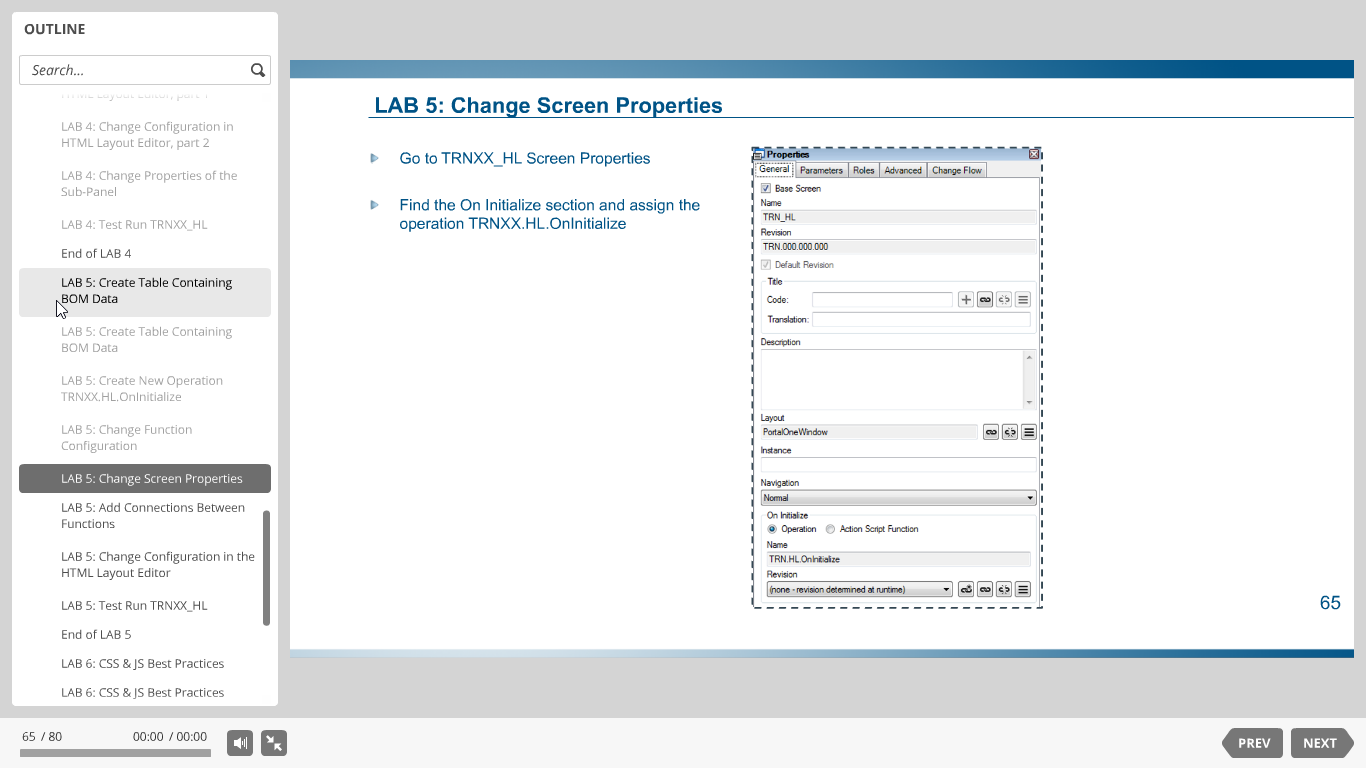 OUTLINE
Search...
HTML Layout Editor, part 1
LAB 4: Change Configuration in
HTML Layout Editor, part 2
LAB 4: Change Properties of the
Sub-Panel
LAB 4: Test Run TRNXX_HL
End of LAB 4
LAB 5: Create Table Containing
BOM Data
LAB 5: Create Table Containing
BOM Data
LAB 5: Create New Operation
TRNXX.HL.OnInitialize
LAB 5: Change Function
Configuration
LAB 5: Change Screen Properties
LAB 5: Add Connections Between
Functions
LAB 5: Change Configuration in the
HTML Layout Editor
LAB 5: Test Run TRNXX_HL
End of LAB 5
LAB 6: CSS & JS Best Practices
LAB 6: CSS & JS Best Practices
LAB 5: Change Screen Properties
Go to TRNXX_HL Screen Properties
Find the On Initialize section and assign the
operation TRNXX.HL.OnInitialize
Properties
General Parameters Roles Advanced Change Flow
Base Screen
Name
TRN_HL
Revision
TRN.000.000.000
Default Revision
Title
Code:
Translation:
Description
Layout
PortalOneWindow
Instance
Navigation
Normal
On Initialize
Operation Action Script Function
Name
TRN.HL.OnInitialize
Revision
(none - revision determined at runtime)
65
65 / 80 00:00 / 00:00
PREV NEXT